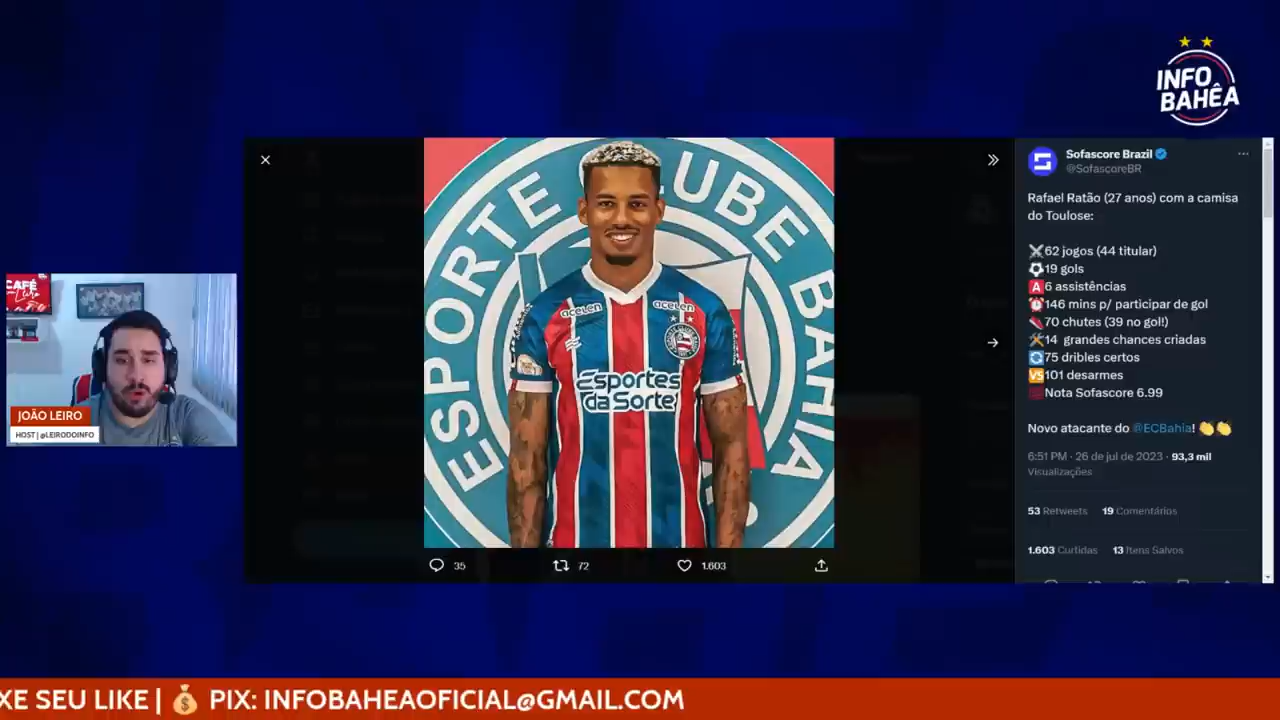 INFO
BAHÊA
Sofascore Brazil
@SofascoreBR
Rafael Ratão (27 anos) com a camisa
do Toulose:
62 jogos (44 titular)
19 gols
A 6 assistências
146 mins p/ participar de gol
70 chutes (39 no gol!)
14 grandes chances criadas
75 dribles certos
VS 101 desarmes
Nota Sofascore 6.99
Novo atacante do @ECBahia! 👏👏
6:51 PM · 26 de jul de 2023 · 93,3 mil
Visualizações
53 Retweets 19 Comentários
1.603 Curtidas 13 Itens Salvos
ESPORTE CLUBE BAHIA
acelen
acelen
Esportes
da Sorte
35 72 1.603
CAFÉ
JOÃO LEIRO
HOST | @LEIRODOINFO
XE SEU LIKE | 💰 PIX: INFOBAHEAOFICIAL@GMAIL.COM